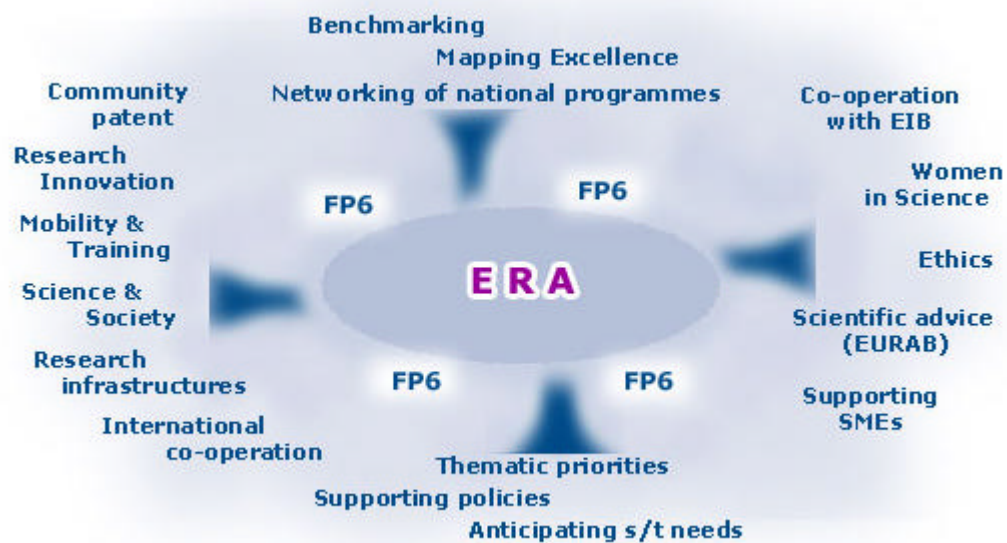 Benchmarking
Mapping Excellence
Networking of national programmes
Community
patent
Research
Innovation
Mobility &
Training
Science &
Society
Research
infrastructures
International
co-operation
FP6
FP6
ERA
FP6
FP6
Co-operation
with EIB
Women
in Science
Ethics
Scientific advice
(EURAB)
Supporting
SMEs
Thematic priorities
Supporting policies
Anticipating s/t needs